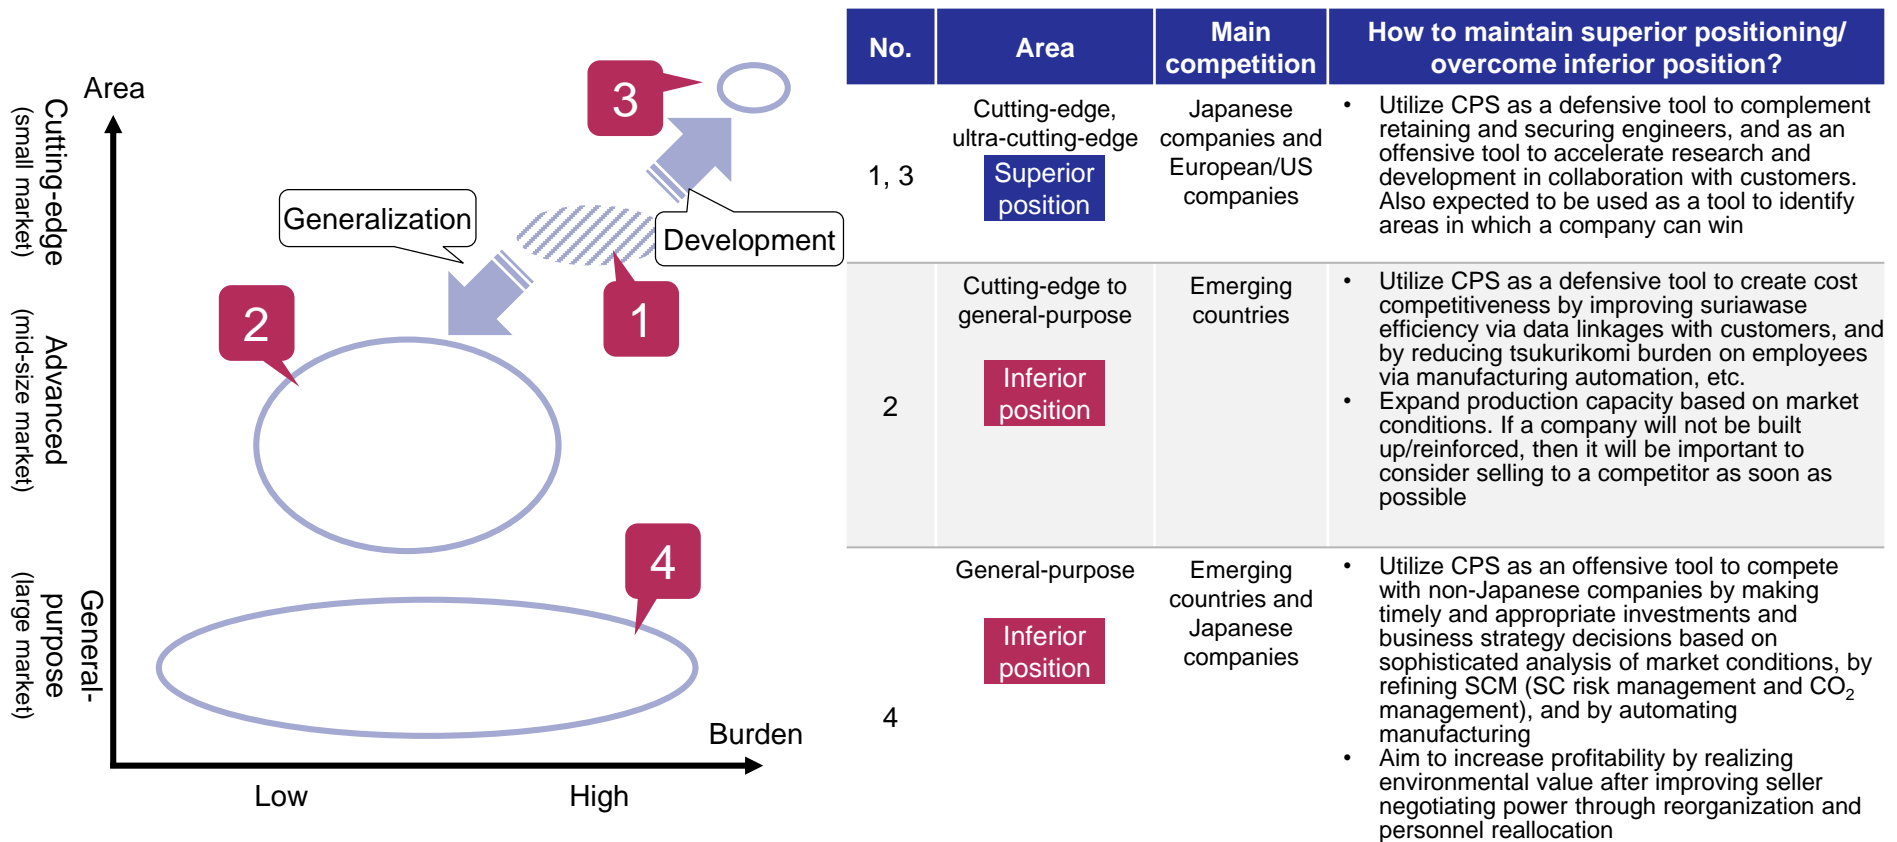 Area
Cutting-edge
(small market)
Advanced
(mid-size market)
General-
purpose
(large market)
3
Generalization
Development
1
2
4
Burden
Low
High
No.
Area
Main
competition
How to maintain superior positioning/
overcome inferior position?
1, 3
Cutting-edge,
ultra-cutting-edge
Superior
position
Japanese
companies and
European/US
companies
• Utilize CPS as a defensive tool to complement
retaining and securing engineers, and as an
offensive tool to accelerate research and
development in collaboration with customers.
Also expected to be used as a tool to identify
areas in which a company can win
2
Cutting-edge to
general-purpose
Inferior
position
Emerging
countries
• Utilize CPS as a defensive tool to create cost
competitiveness by improving suriawase
efficiency via data linkages with customers, and
by reducing tsukurikomi burden on employees
via manufacturing automation, etc.
• Expand production capacity based on market
conditions. If a company will not be built
up/reinforced, then it will be important to
consider selling to a competitor as soon as
possible
4
General-purpose
Inferior
position
Emerging
countries and
Japanese
companies
• Utilize CPS as an offensive tool to compete
with non-Japanese companies by making
timely and appropriate investments and
business strategy decisions based on
sophisticated analysis of market conditions, by
refining SCM (SC risk management and CO₂
management), and by automating
manufacturing
• Aim to increase profitability by realizing
environmental value after improving seller
negotiating power through reorganization and
personnel reallocation